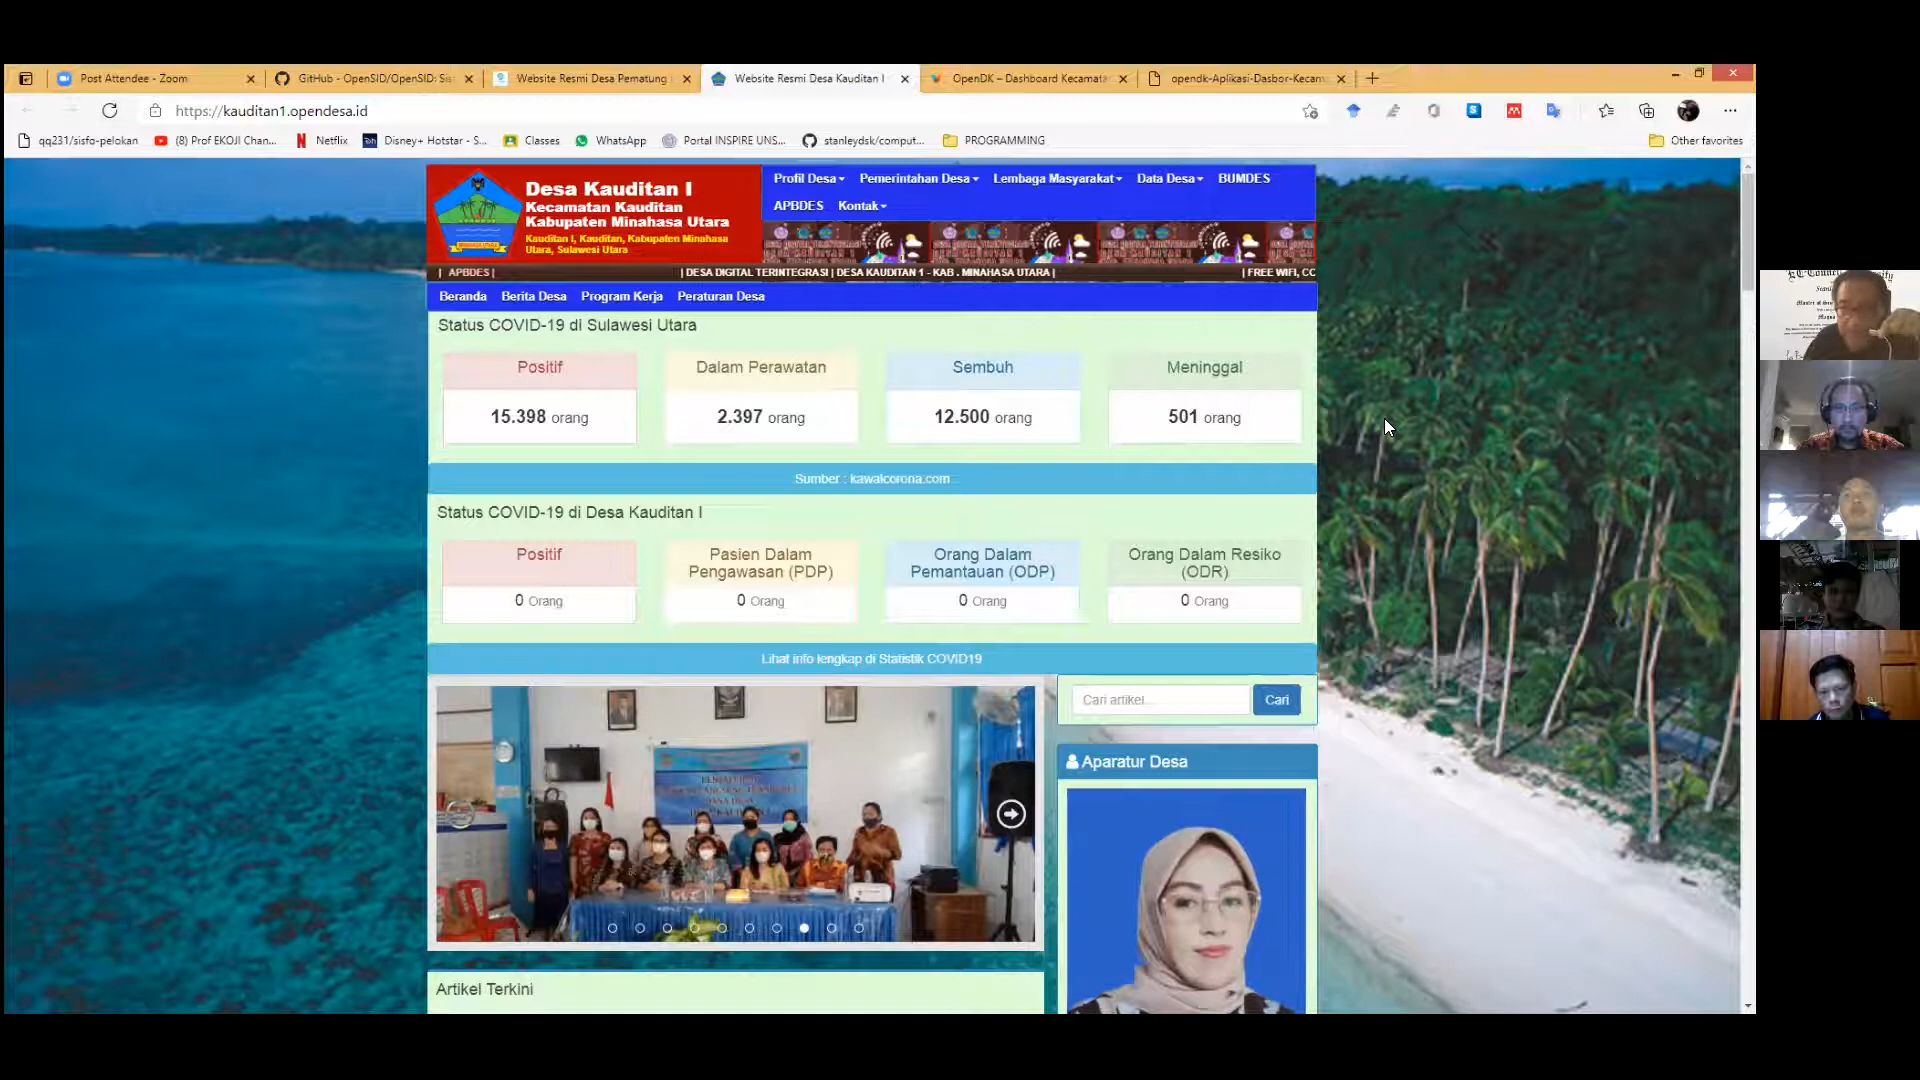 Post Attendee - Zoom
GitHub - OpenSID/OpenSID: Sis
Website Resmi Desa Pematung
Website Resmi Desa Kauditan I
OpenDK – Dashboard Kecamata
opendk-Aplikasi-Dasbor-Kecam
https://kauditan1.opendesa.id
qq231/sisfo-pelokan
(8) Prof EKOJI Chan...
Netflix
Disney+ Hotstar - S...
Classes
WhatsApp
Portal INSPIRE UNS...
stanleydsk/comput...
PROGRAMMING
Other favorites
Desa Kauditan I
Kecamatan Kauditan
Kabupaten Minahasa Utara
Kauditan I, Kauditan, Kabupaten Minahasa
Utara, Sulawesi Utara
Profil Desa
Pemerintahan Desa
Lembaga Masyarakat
Data Desa
BUMDES
APBDES
Kontak
| APBDES |
| DESA DIGITAL TERINTEGRASI | DESA KAUDITAN 1 - KAB . MINAHASA UTARA |
| FREE WIFI, CC
Beranda
Berita Desa
Program Kerja
Peraturan Desa
Status COVID-19 di Sulawesi Utara
Positif
Dalam Perawatan
Sembuh
Meninggal
15.398 orang
2.397 orang
12.500 orang
501 orang
Sumber : kawalcorona.com
Status COVID-19 di Desa Kauditan I
Positif
Pasien Dalam
Pengawasan (PDP)
Orang Dalam
Pemantauan (ODP)
Orang Dalam Resiko
(ODR)
0 Orang
0 Orang
0 Orang
0 Orang
Lihat info lengkap di Statistik COVID19
Cari artikel...
Cari
Aparatur Desa
Artikel Terkini